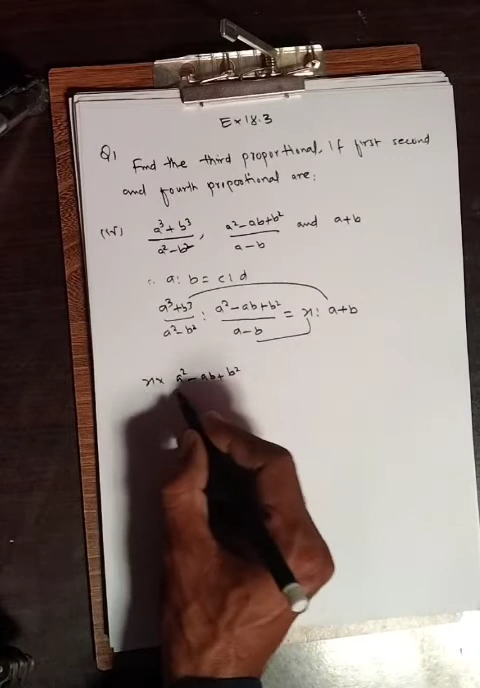 Ex 18.3
Q1 Find the third proportional. If first second
and fourth proportional are:
(iv) a³+b³/a²-b², a²-ab+b²/a-b and a+b
∴ a:b = c:d
a³+b³/a²-b² : a²-ab+b²/a-b = x: a+b
x× a²-ab+b²